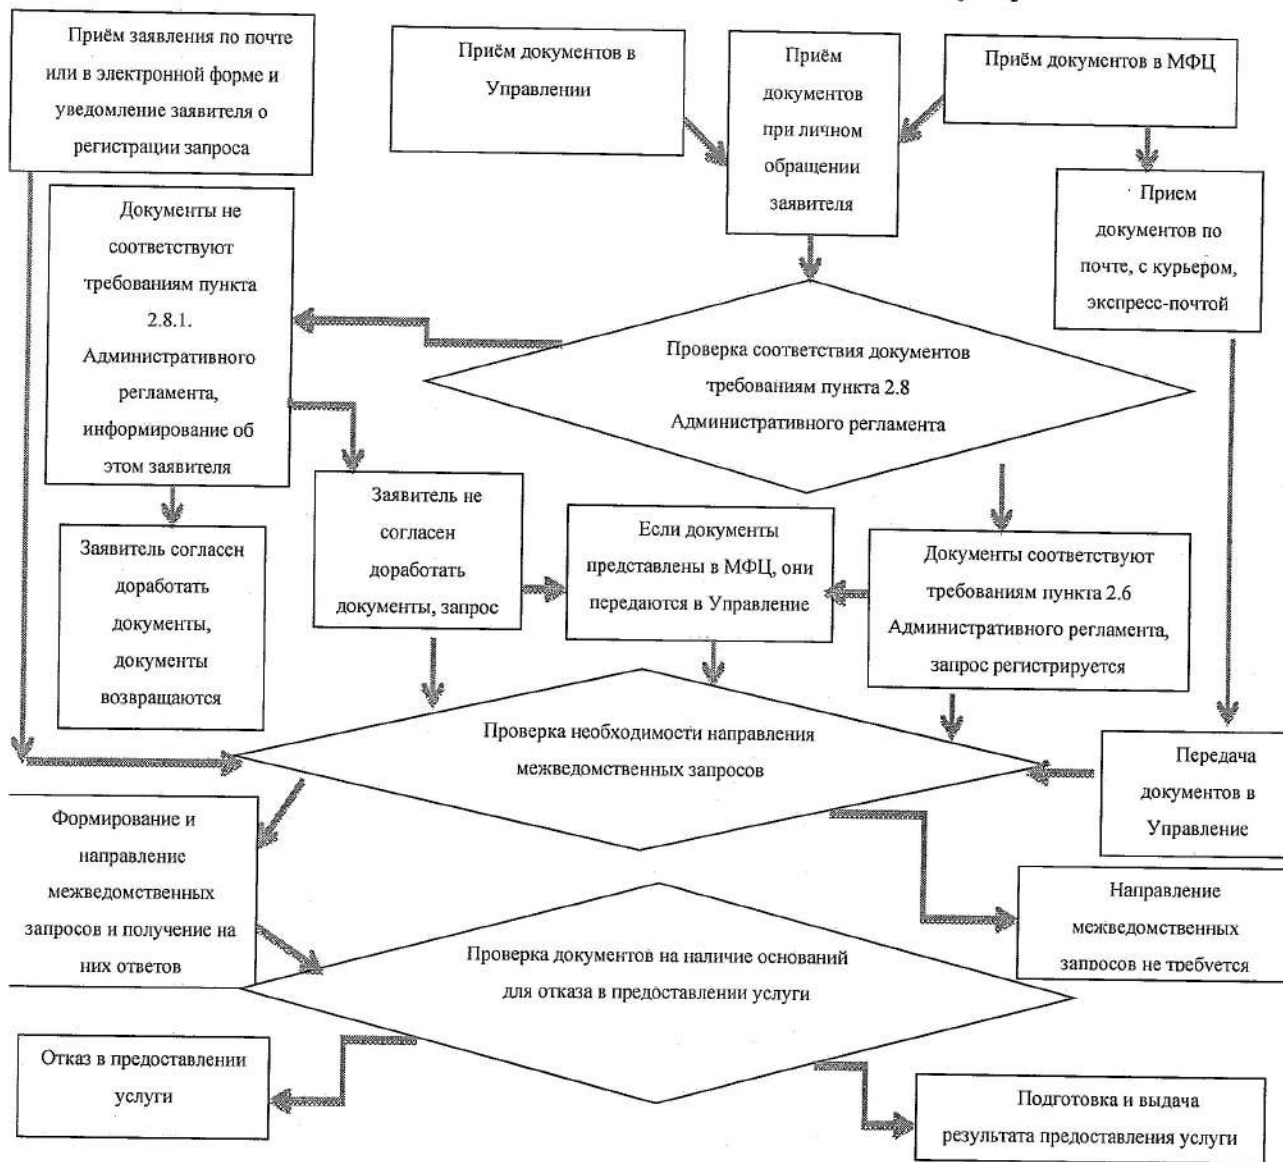 Приём заявления по почте
или в электронной форме и
уведомление заявителя о
регистрации запроса
Приём документов в
Управлении
Приём
документов
при личном
обращении
заявителя
Приём документов в МФЦ
Прием
документов по
почте, с курьером,
экспресс-почтой
Документы не
соответствуют
требованиям пункта
2.8.1.
Административного
регламента,
информирование об
этом заявителя
Проверка соответствия документов
требованиям пункта 2.8
Административного регламента
Заявитель согласен
доработать
документы,
документы
возвращаются
Заявитель не
согласен
доработать
документы, запрос
Если документы
представлены в МФЦ, они
передаются в Управление
Документы соответствуют
требованиям пункта 2.6
Административного регламента,
запрос регистрируется
Проверка необходимости направления
межведомственных запросов
Передача
документов в
Управление
Формирование и
направление
межведомственных
запросов и получение на
них ответов
Направление
межведомственных
запросов не требуется
Проверка документов на наличие оснований
для отказа в предоставлении услуги
Отказ в предоставлении
услуги
Подготовка и выдача
результата предоставления услуги